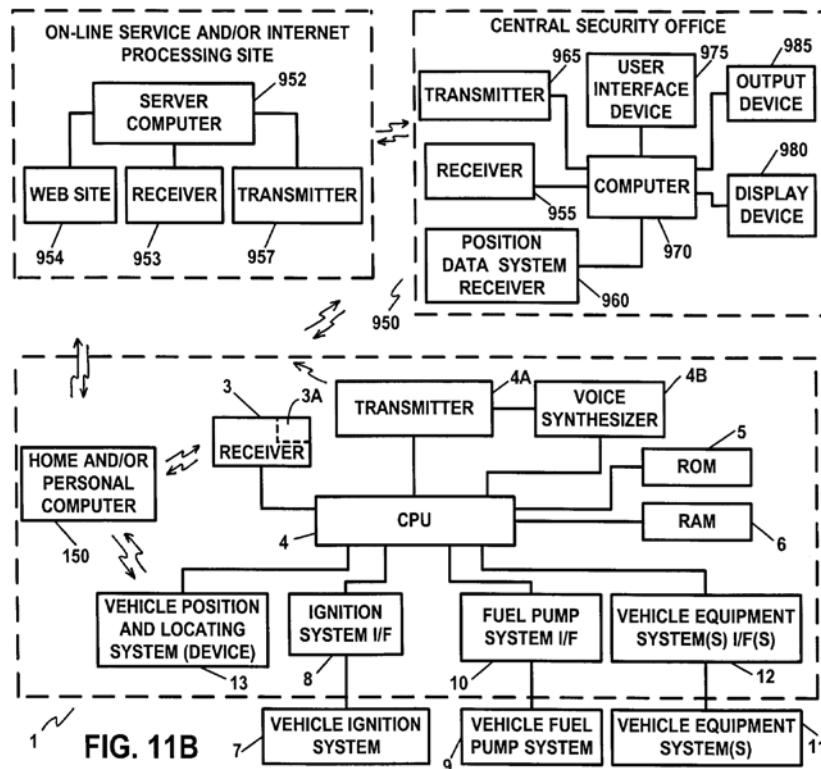 ON-LINE SERVICE AND/OR INTERNET
PROCESSING SITE
952
SERVER
COMPUTER
WEB SITE
RECEIVER
TRANSMITTER
954
953
957
CENTRAL SECURITY OFFICE
965
975
985
TRANSMITTER
USER
INTERFACE
DEVICE
OUTPUT
DEVICE
RECEIVER
955
COMPUTER
970
980
DISPLAY
DEVICE
POSITION
DATA SYSTEM
RECEIVER
960
950
3
3A
RECEIVER
4A
TRANSMITTER
4B
VOICE
SYNTHESIZER
5
ROM
HOME AND/OR
PERSONAL
COMPUTER
150
CPU
4
RAM
6
VEHICLE POSITION
AND LOCATING
SYSTEM (DEVICE)
13
IGNITION
SYSTEM I/F
8
FUEL PUMP
SYSTEM I/F
10
VEHICLE EQUIPMENT
SYSTEM(S) I/F(S)
12
1
FIG. 11B
7
VEHICLE IGNITION
SYSTEM
9
VEHICLE FUEL
PUMP SYSTEM
VEHICLE EQUIPMENT
SYSTEM(S)
11